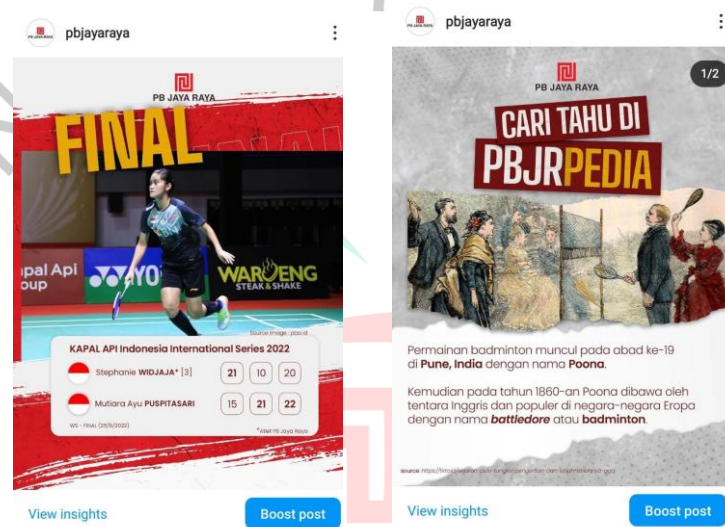 pbjayaraya
PB JAYA RAYA
FINAL
Kapal Api
WARUENG
STEAK & SHAKE
Source Image : pbsi.id
KAPAL API Indonesia International Series 2022
Stephanie WIDJAJA* [3] 21 10 20
Mutiara Ayu PUSPITASARI 15 21 22
WS - FINAL (25/9/2022)
*Atlet PB Jaya Raya
View insights
Boost post
pbjayaraya
1/2
PB JAYA RAYA
CARI TAHU DI
PBJRPEDIA
Permainan badminton muncul pada abad ke-19
di Pune, India dengan nama Poona.
Kemudian pada tahun 1860-an Poona dibawa oleh
tentara Inggris dan populer di negara-negara Eropa
dengan nama battledore atau badminton.
View insights
Boost post